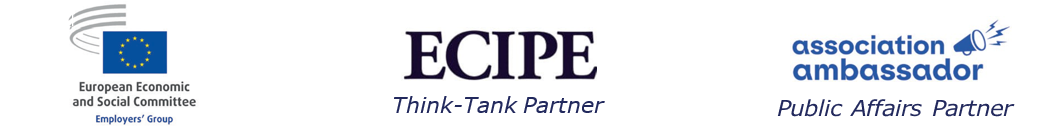 European Economic
and Social Committee
Employers' Group
ECIPE
Think-Tank Partner
association
ambassador
Public Affairs Partner